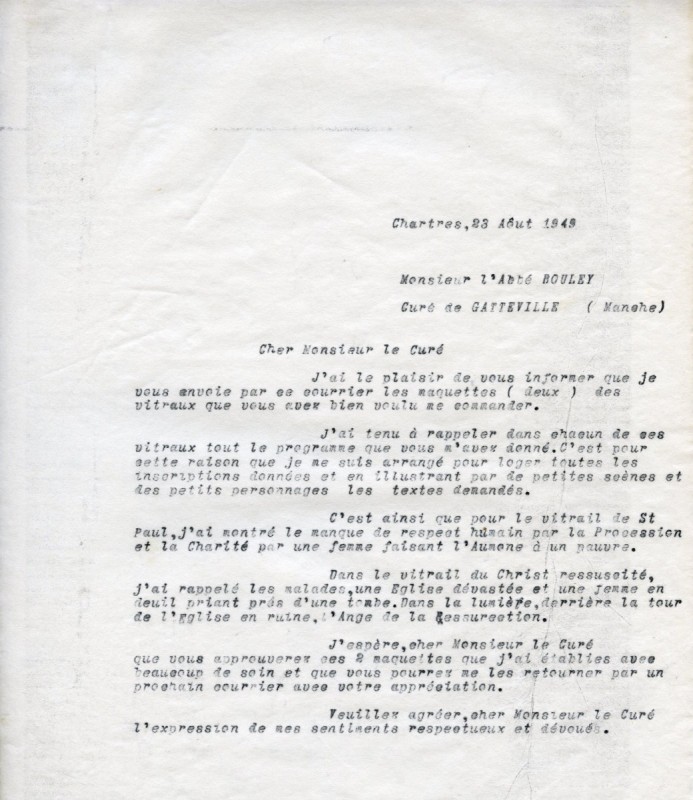 Chartres,23 Aôut 1949
Monsieur l'Abbé BOULEY
Curé de GATTEVILLE ( Manche)
Cher Monsieur le Curé
J'ai le plaisir de vous informer que je
vous envoie par ce courrier les maquettes ( deux ) des
vitraux que vous avez bien voulu me commander.
J'ai tenu à rappeler dans chacun de ces
vitraux tout le programme que vous m'avez donné.C'est pour
cette raison que je me suis arrangé pour loger toutes les
inscriptions données et en illustrant par de petites scènes et
des petits personnages les textes demandés.
C'est ainsi que pour le vitrail de St
Paul,j'ai montré le manque de respect humain par la Procession
et la Charité par une femme faisant l'Aumone à un pauvre.
Dans le vitrail du Christ ressuscité,
j'ai rappelé les malades,une Eglise dévastée et une femme en
deuil priant prés d'une tombe.Dans la lumière,derrière la tour
de l'Eglise en ruine,l'Ange de la Ressurection.
J'espère,cher Monsieur le Curé
que vous approuverez ces 2 maquettes que j'ai établies avec
beaucoup de soin et que vous pourrez me les retourner par un
prochain courrier avec votre appréciation.
Veuillez agréer,cher Monsieur le Curé
l'expression de mes sentiments respectueux et dévoués.